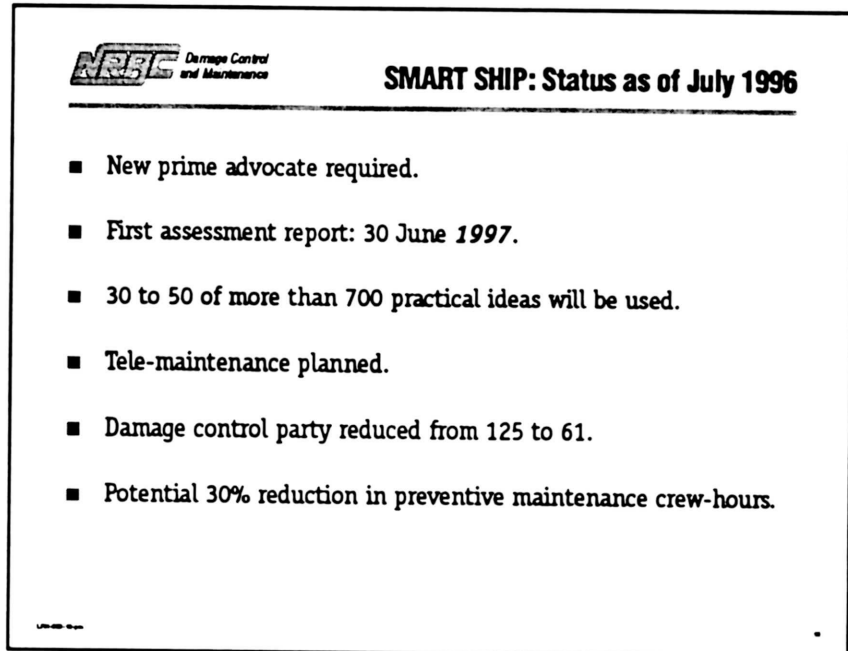 NRAC Damage Control
and Maintenance
SMART SHIP: Status as of July 1996
■ New prime advocate required.
■ First assessment report: 30 June 1997.
■ 30 to 50 of more than 700 practical ideas will be used.
■ Tele-maintenance planned.
■ Damage control party reduced from 125 to 61.
■ Potential 30% reduction in preventive maintenance crew-hours.